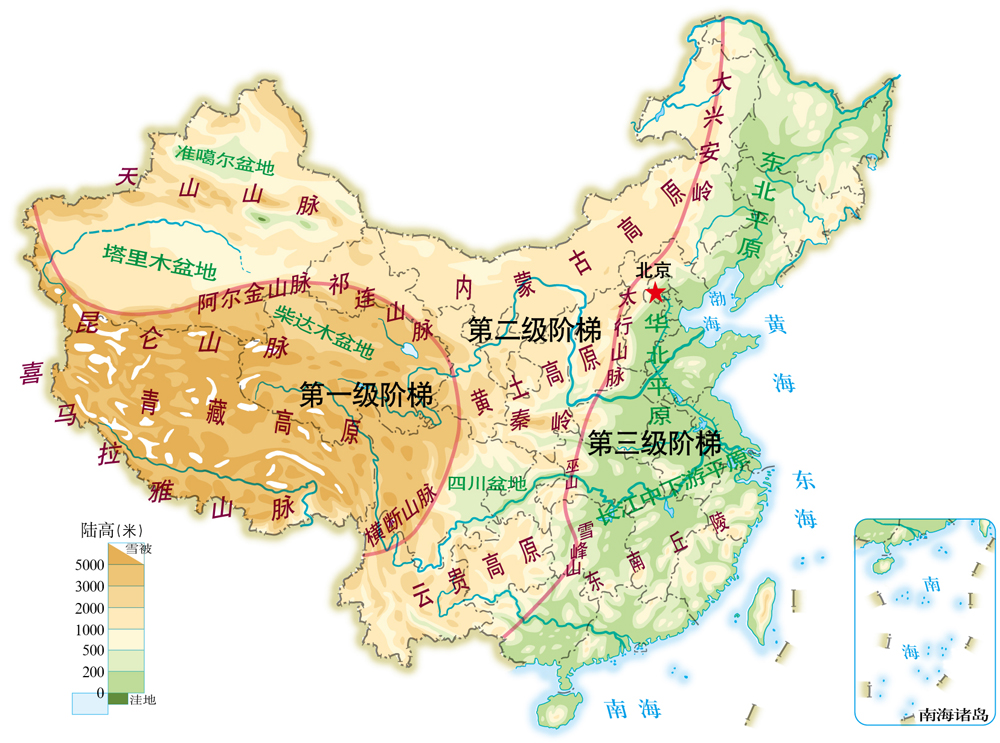 大兴安岭
东北平原
准噶尔盆地
天山山脉
内蒙古高原
塔里木盆地
北京
阿尔金山脉
祁连山脉
太行山脉
渤海
黄海
昆仑山脉
柴达木盆地
第二级阶梯
华北平原
喜马拉雅山脉
第一级阶梯
青藏高原
黄土高原
秦岭
第三级阶梯
巫山
四川盆地
长江中下游平原
东海
横断山脉
云贵高原
雪峰山
东南丘陵
陆高(米)
雪被
5000
3000
2000
1000
500
200
0
洼地
南海
南海
南海诸岛